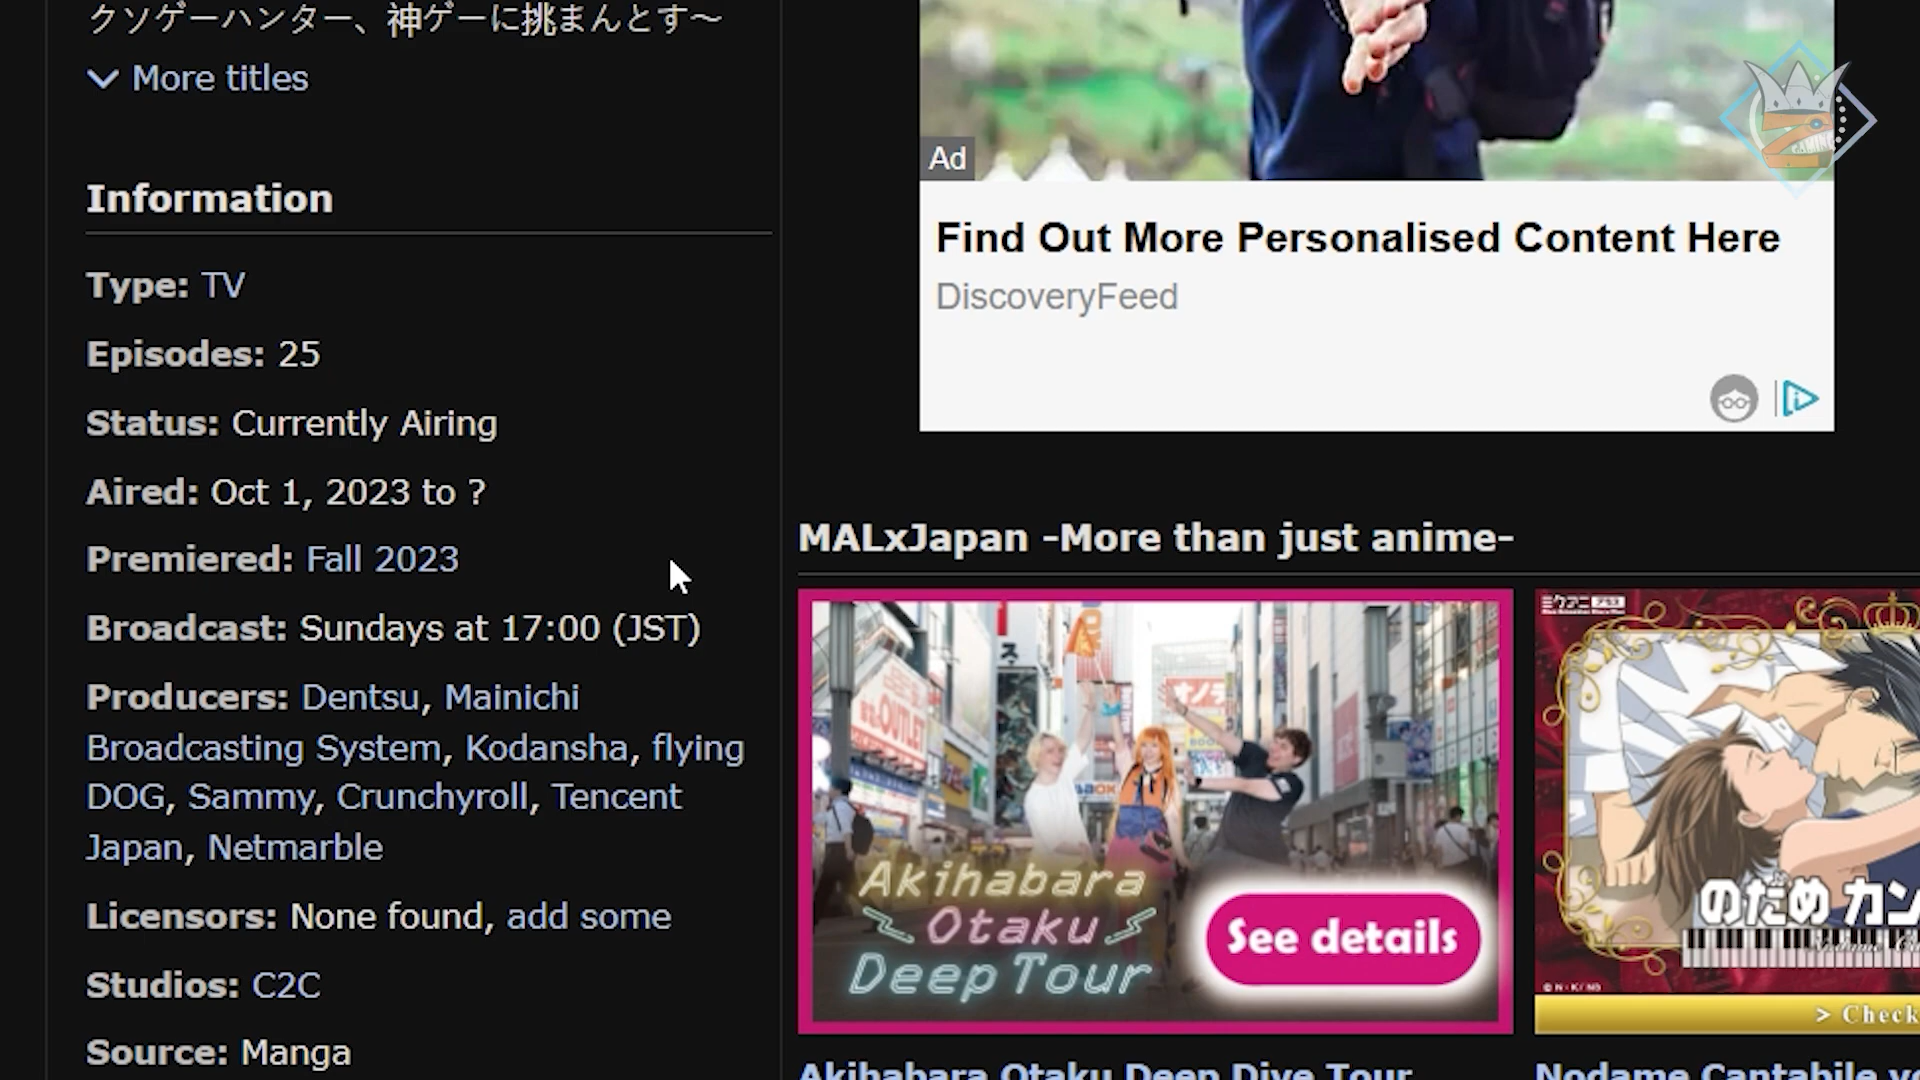 クソゲーハンター、神ゲーに挑まんとす〜
More titles
Information
Type: TV
Episodes: 25
Status: Currently Airing
Aired: Oct 1, 2023 to ?
Premiered: Fall 2023
Broadcast: Sundays at 17:00 (JST)
Producers: Dentsu, Mainichi
Broadcasting System, Kodansha, flying
DOG, Sammy, Crunchyroll, Tencent
Japan, Netmarble
Licensors: None found, add some
Studios: C2C
Source: Manga
Ad
Find Out More Personalised Content Here
DiscoveryFeed
GAMING
MALxJapan -More than just anime-
OUTLET
Akihabara
Otaku
Deep Tour
See details
Akihabara Otaku Deep Dive Tour
のだめ カン
> Check
Nodame Cantabile